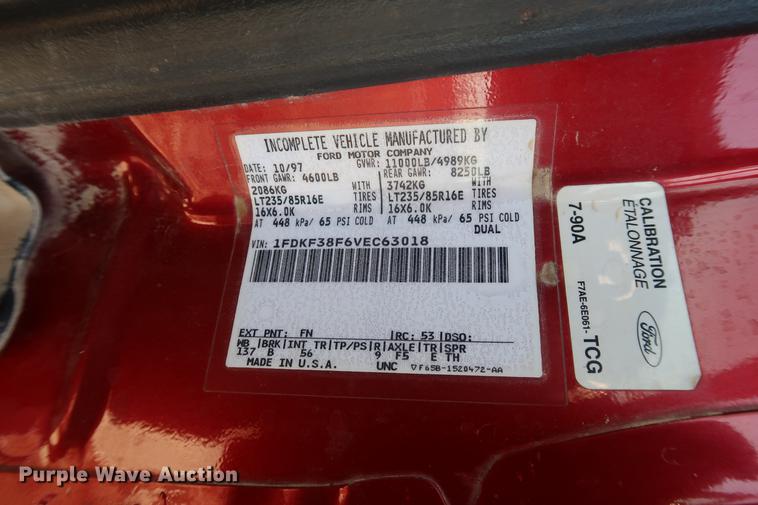 INCOMPLETE VEHICLE MANUFACTURED BY
FORD MOTOR COMPANY
DATE: 10/97 GVWR: 11000LB/4989KG
FRONT GAWR: 4600LB REAR GAWR: 8250LB
2086KG WITH 3742KG WITH
LT235/85R16E TIRES LT235/85R16E TIRES
16X6.0K RIMS 16X6.0K RIMS
AT 448 kPa/ 65 PSI COLD AT 448 kPa/ 65 PSI COLD
DUAL
VIN: 1FDKF38F6VEC63018
EXT PNT: FN RC: 53 DSO:
WB BRK INT TR TP/PS R AXLE TR SPR
137 B 56 9 F5 E TH
MADE IN U.S.A. UNC ▽F65B-1520472-AA
CALIBRATION
ÉTALONNAGE
7-90A
F7AE-6E061- TCG
Ford
Purple Wave Auction